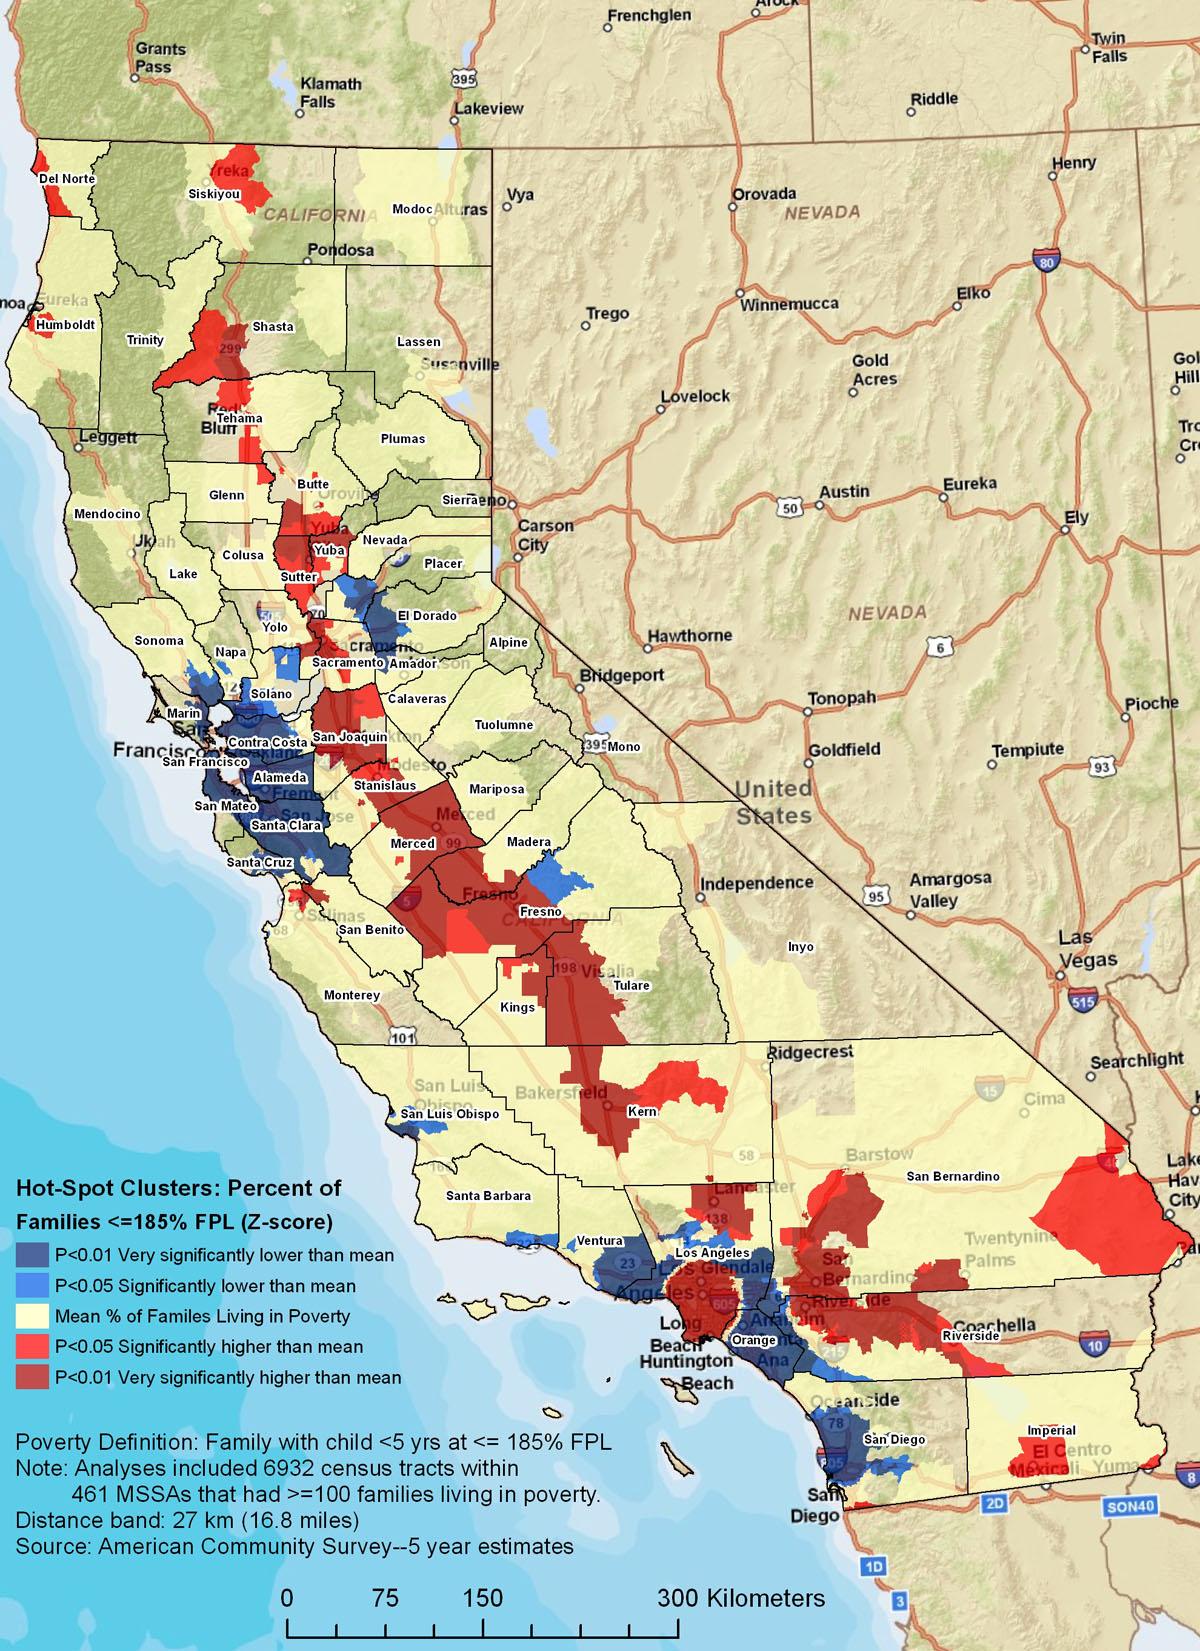 Frenchglen
Arock
Grants
Pass
Twin
Falls
395
Klamath
Falls
Lakeview
Riddle
Del Norte
Yreka
Siskiyou
CALIFORNIA
Modoc
Alturas
Vya
Orovada
NEVADA
Henry
Pondosa
80
Eureka
Humboldt
Trinity
Shasta
299
Lassen
Susanville
Winnemucca
Elko
Trego
Gold
Acres
Lovelock
Red
Bluff
Tehama
Leggett
Plumas
Glenn
Butte
Oroville
Sierra
Reno
50
Austin
Eureka
Mendocino
Ukiah
Colusa
Yuba
Yuba
Nevada
Placer
Carson
City
Ely
Lake
Sutter
Sonoma
Napa
Yolo
505
70
El Dorado
Sacramento
Sacramento
Amador
Alpine
NEVADA
Hawthorne
6
Bridgeport
Solano
Calaveras
Marin
San
Francisco
San Francisco
Contra Costa
Oakland
San Joaquin
Tuolumne
395
Mono
Tonopah
Goldfield
Pioche
Tempiute
93
Alameda
Fremont
Modesto
Stanislaus
San Mateo
Santa Clara
San Jose
Mariposa
United
States
Merced
Merced
99
Madera
Santa Cruz
Fresno
Fresno
5
CALIFORNIA
Salinas
68
San Benito
Independence
95
Amargosa
Valley
Las
Vegas
515
Inyo
Monterey
198
Visalia
Tulare
Kings
101
Ridgecrest
Searchlight
San Luis
Obispo
San Luis Obispo
Bakersfield
Kern
15
Cima
58
Barstow
San Bernardino
40
Lake
Hav
City
Santa Barbara
Lancaster
138
Twentynine
Palms
225
Ventura
23
Los Angeles
Los
Angeles
Glendale
605
San
Bernardino
Riverside
Anaheim
Long
Beach
Huntington
Beach
Orange
Santa
Ana
215
Coachella
Riverside
10
Oceanside
78
San Diego
805
San
Diego
Imperial
El Centro
Mexicali
Yuma
8
2D
SON40
1D
3
Hot-Spot Clusters: Percent of
Families <=185% FPL (Z-score)
P<0.01 Very significantly lower than mean
P<0.05 Significantly lower than mean
Mean % of Familes Living in Poverty
P<0.05 Significantly higher than mean
P<0.01 Very significantly higher than mean
Poverty Definition: Family with child <5 yrs at <= 185% FPL
Note: Analyses included 6932 census tracts within
461 MSSAs that had >=100 families living in poverty.
Distance band: 27 km (16.8 miles)
Source: American Community Survey--5 year estimates
0 75 150 300 Kilometers